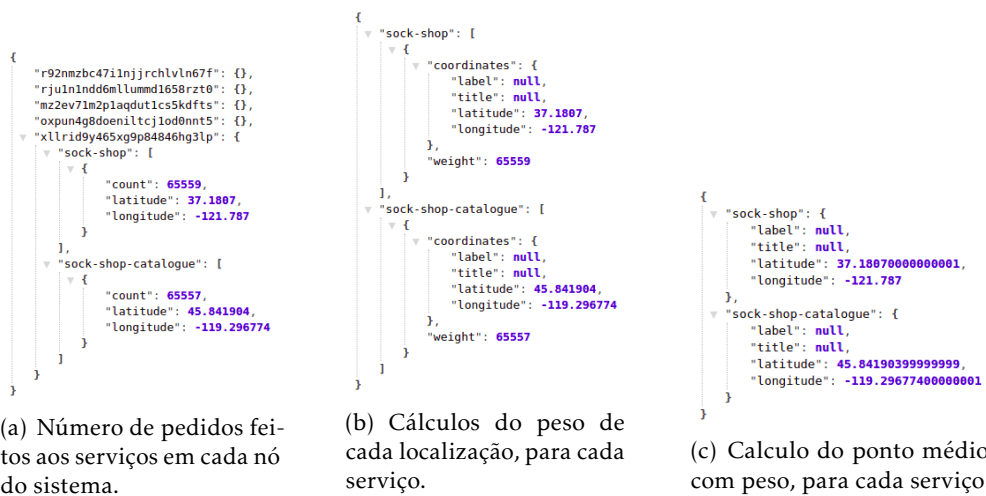 {
"r92nmzbc47i1njjrchlvln67f": {},
"rju1n1ndd6mllummd1658rzt0": {},
"mz2ev71m2p1aqdut1cs5kdfts": {},
"oxpun4g8doeniltcj1od0nnt5": {},
"xllrid9y465xg9p84846hg3lp": {
"sock-shop": [
{
"count": 65559,
"latitude": 37.1807,
"longitude": -121.787
}
],
"sock-shop-catalogue": [
{
"count": 65557,
"latitude": 45.841904,
"longitude": -119.296774
}
]
}
}
(a) Número de pedidos fei-
tos aos serviços em cada nó
do sistema.
{
"sock-shop": [
{
"coordinates": {
"label": null,
"title": null,
"latitude": 37.1807,
"longitude": -121.787
},
"weight": 65559
}
],
"sock-shop-catalogue": [
{
"coordinates": {
"label": null,
"title": null,
"latitude": 45.841904,
"longitude": -119.296774
},
"weight": 65557
}
]
}
(b) Cálculos do peso de
cada localização, para cada
serviço.
{
"sock-shop": {
"label": null,
"title": null,
"latitude": 37.18070000000001,
"longitude": -121.787
},
"sock-shop-catalogue": {
"label": null,
"title": null,
"latitude": 45.84190399999999,
"longitude": -119.29677400000001
}
}
(c) Calculo do ponto médio
com peso, para cada serviço